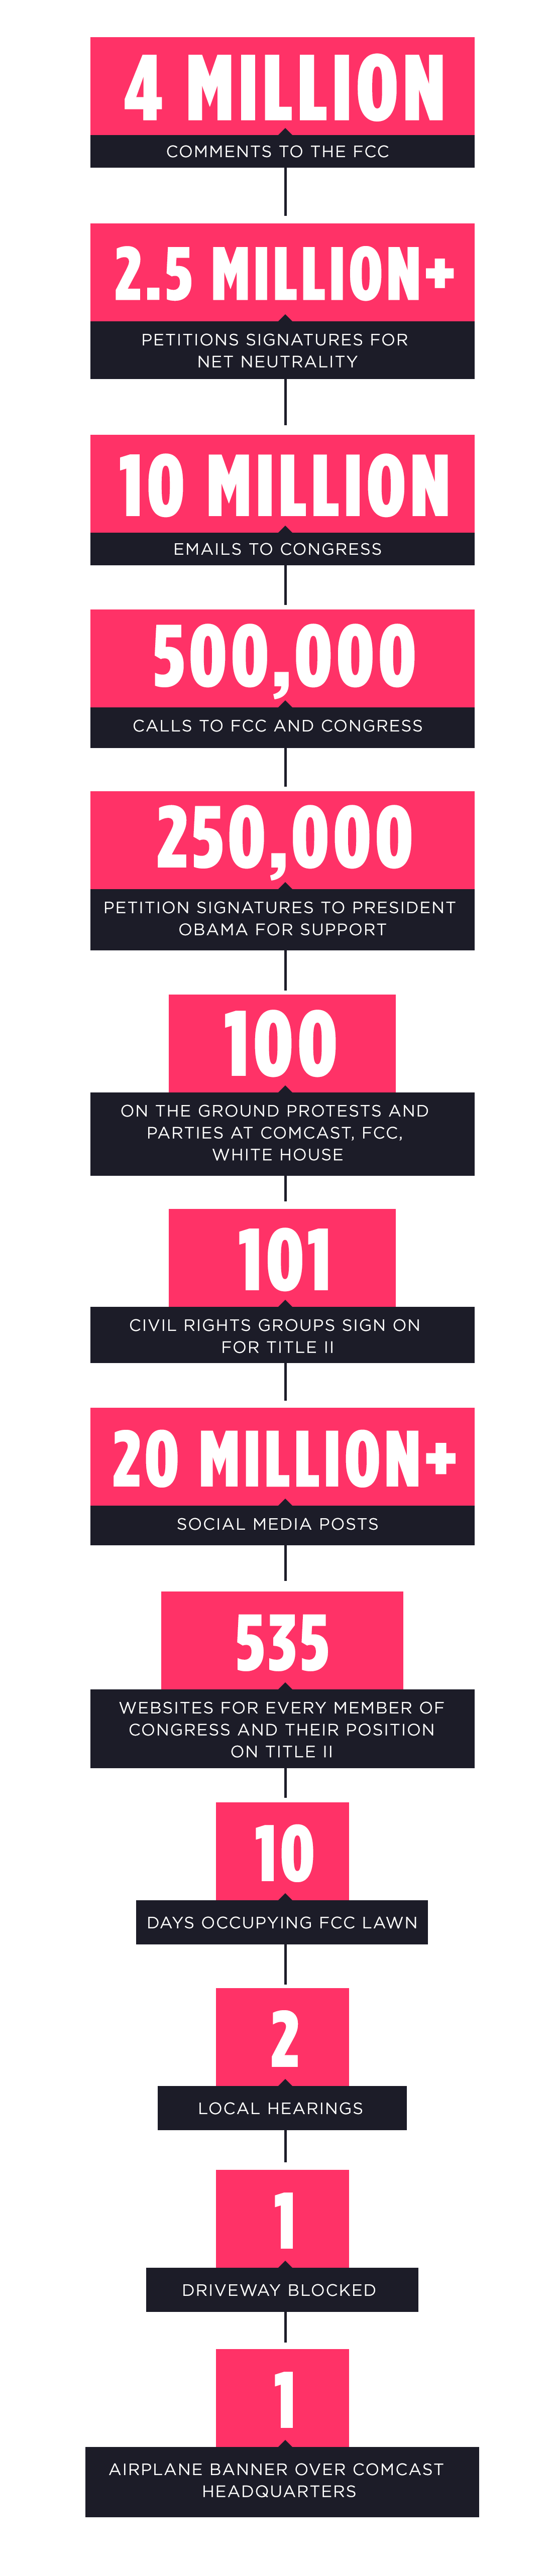 4 MILLION
COMMENTS TO THE FCC
2.5 MILLION+
PETITIONS SIGNATURES FOR
NET NEUTRALITY
10 MILLION
EMAILS TO CONGRESS
500,000
CALLS TO FCC AND CONGRESS
250,000
PETITION SIGNATURES TO PRESIDENT
OBAMA FOR SUPPORT
100
ON THE GROUND PROTESTS AND
PARTIES AT COMCAST, FCC,
WHITE HOUSE
101
CIVIL RIGHTS GROUPS SIGN ON
FOR TITLE II
20 MILLION+
SOCIAL MEDIA POSTS
535
WEBSITES FOR EVERY MEMBER OF
CONGRESS AND THEIR POSITION
ON TITLE II
10
DAYS OCCUPYING FCC LAWN
2
LOCAL HEARINGS
1
DRIVEWAY BLOCKED
1
AIRPLANE BANNER OVER COMCAST
HEADQUARTERS